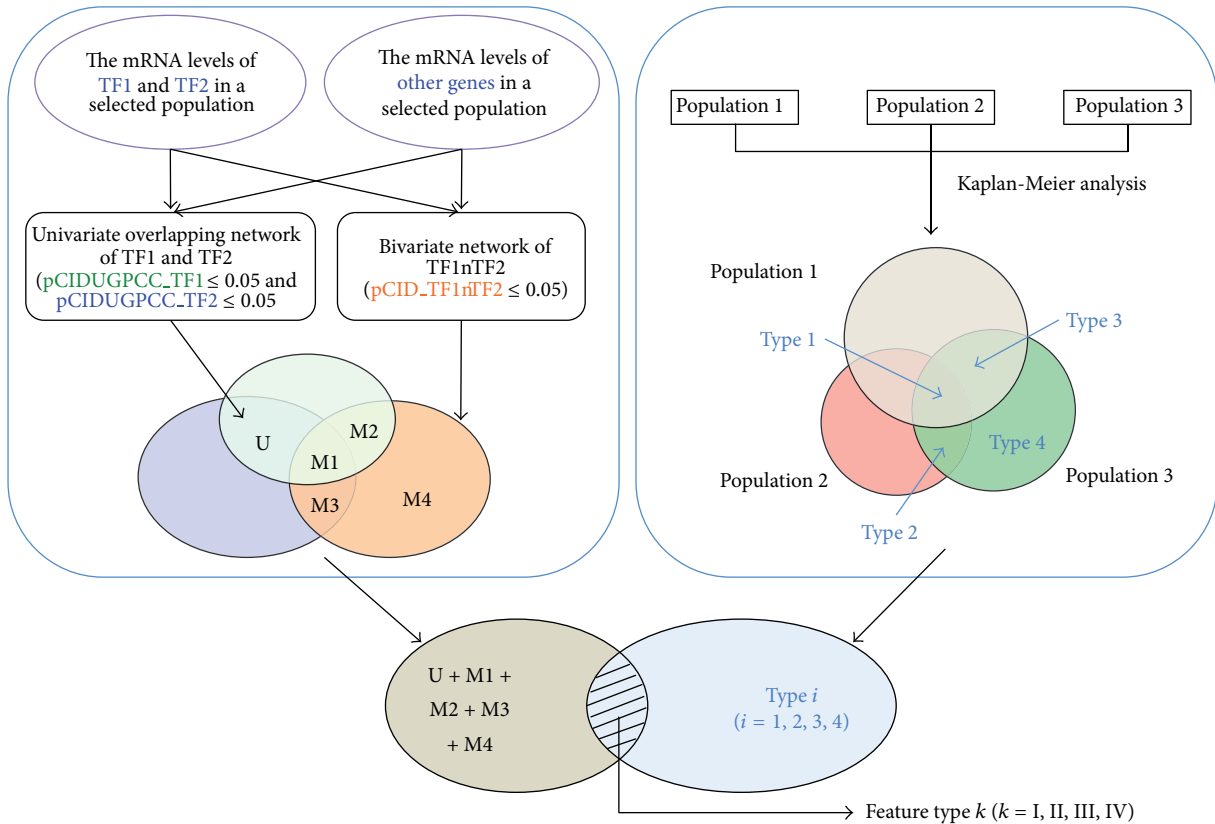 The mRNA levels of
TF1 and TF2 in a
selected population
The mRNA levels of
other genes in a
selected population
Univariate overlapping network
of TF1 and TF2
(pCIDUGPCC_TF1 ≤ 0.05 and
pCIDUGPCC_TF2 ≤ 0.05
Bivariate network of
TF1nTF2
(pCID_TF1nTF2 ≤ 0.05)
U
M2
M1
M3
M4
Population 1
Population 2
Population 3
Kaplan-Meier analysis
Population 1
Type 3
Type 1
Type 4
Population 2
Population 3
Type 2
U + M1 +
M2 + M3
+ M4
Type i
(i = 1, 2, 3, 4)
Feature type k (k = I, II, III, IV)